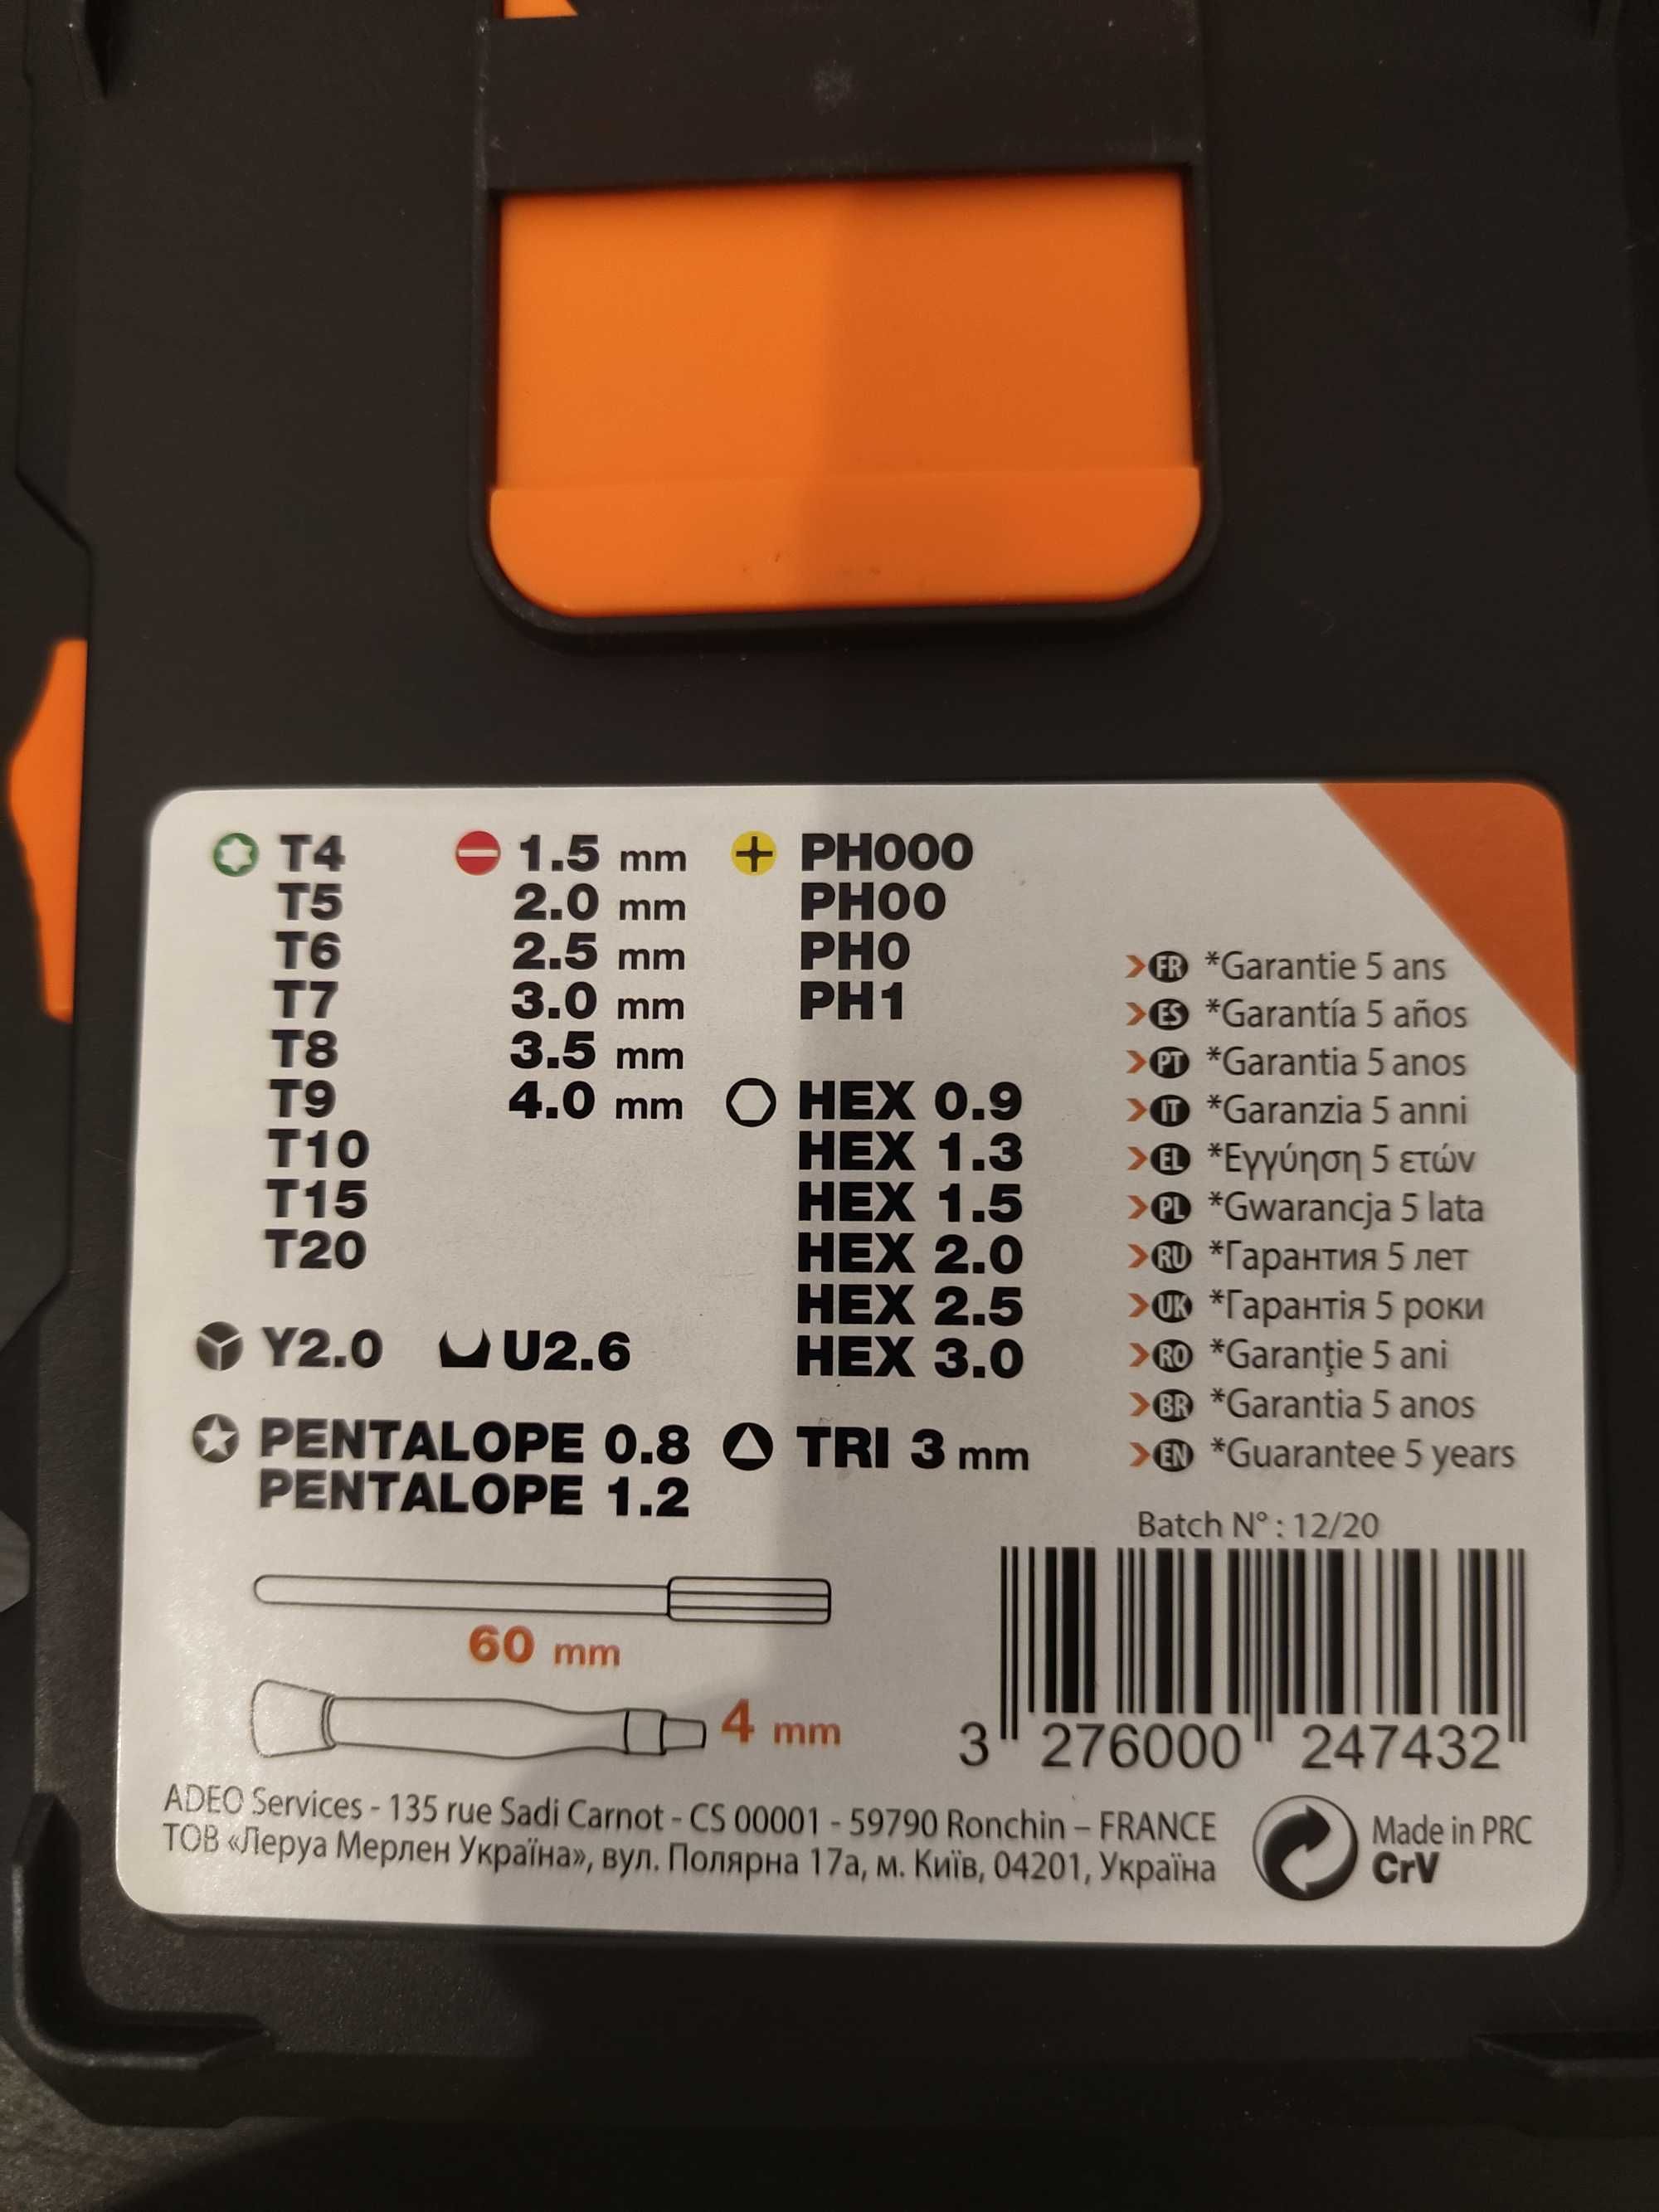 T4
T5
T6
T7
T8
T9
T10
T15
T20
1.5 mm
2.0 mm
2.5 mm
3.0 mm
3.5 mm
4.0 mm
PH000
PH00
PH0
PH1
HEX 0.9
HEX 1.3
HEX 1.5
HEX 2.0
HEX 2.5
HEX 3.0
Y2.0
U2.6
PENTALOPE 0.8
PENTALOPE 1.2
TRI 3 mm
FR *Garantie 5 ans
ES *Garantía 5 años
PT *Garantia 5 anos
IT *Garanzia 5 anni
EL *Εγγύηση 5 ετών
PL *Gwarancja 5 lata
RU *Гарантия 5 лет
UK *Гарантія 5 роки
RO *Garanţie 5 ani
BR *Garantia 5 anos
EN *Guarantee 5 years
Batch N° : 12/20
60 mm
4 mm
3 276000 247432
ADEO Services - 135 rue Sadi Carnot - CS 00001 - 59790 Ronchin – FRANCE
ТОВ «Леруа Мерлен Україна», вул. Полярна 17а, м. Київ, 04201, Україна
Made in PRC
CrV